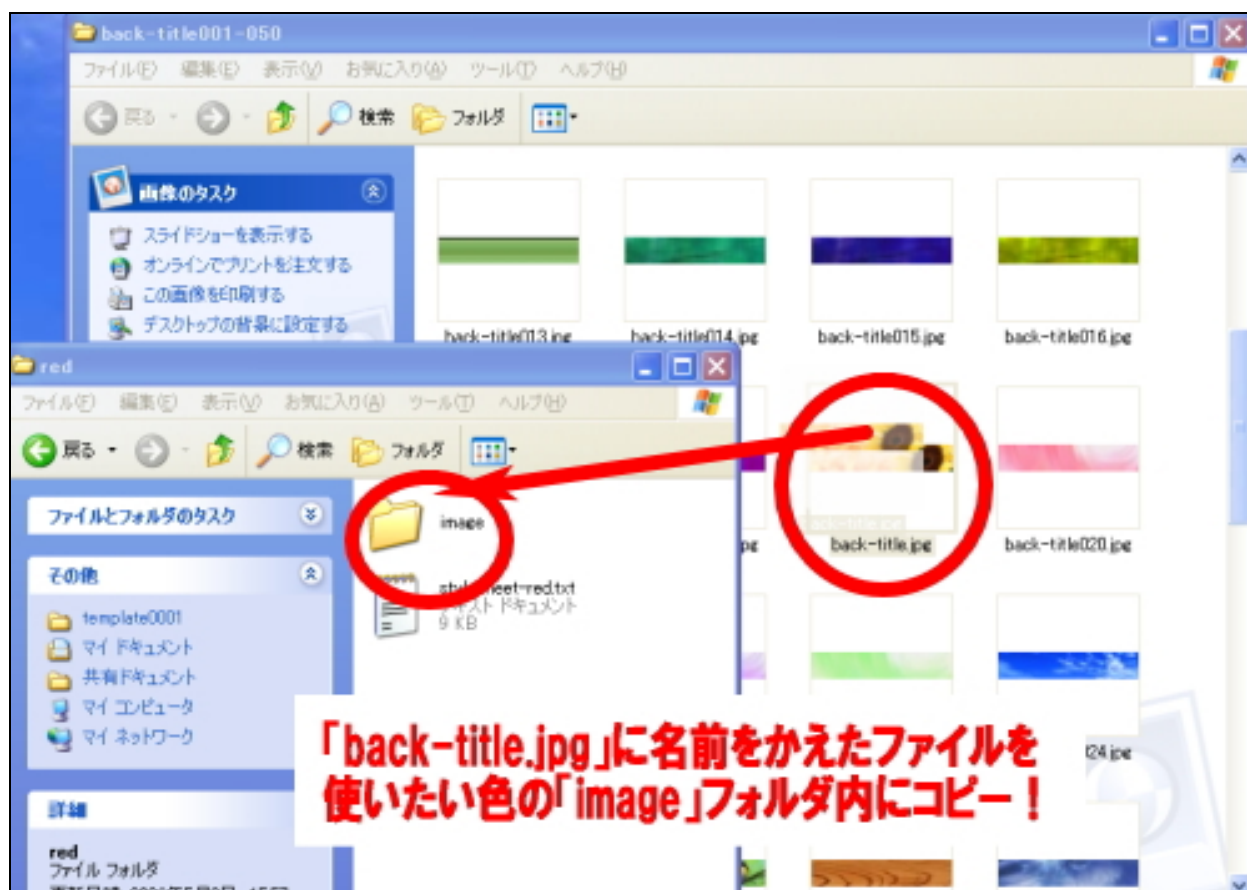 back-title001-050
ファイル(F) 編集(E) 表示(V) お気に入り(A) ツール(T) ヘルプ(H)
戻る 検索 フォルダ
画像のタスク
スライドショーを表示する
オンラインでプリントを注文する
この画像を印刷する
デスクトップの背景に設定する
back-title013.jpg back-title014.jpg back-title015.jpg back-title016.jpg
red
ファイル(F) 編集(E) 表示(V) お気に入り(A) ツール(T) ヘルプ(H)
戻る 検索 フォルダ
ファイルとフォルダのタスク
image
back-title.jpg
back-title.jpg back-title020.jpg
その他
template0001
マイ ドキュメント
共有ドキュメント
マイ コンピュータ
マイ ネットワーク
テキスト ドキュメント
9 KB
「back-title.jpg」に名前をかえたファイルを
使いたい色の「image」フォルダ内にコピー！
24.jpg
詳細
red
ファイル フォルダ